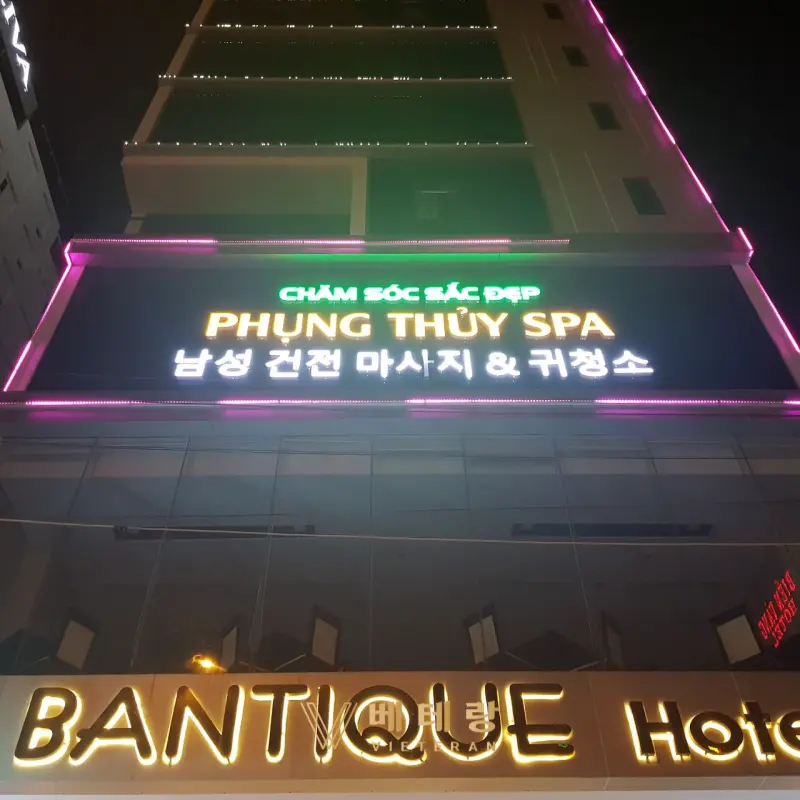 CHĂM SÓC SẮC ĐẸP
PHỤNG THỦY SPA
남성 건전 마사지 & 귀청소
BANTIQUE Hote
베테랑
VIETERAN